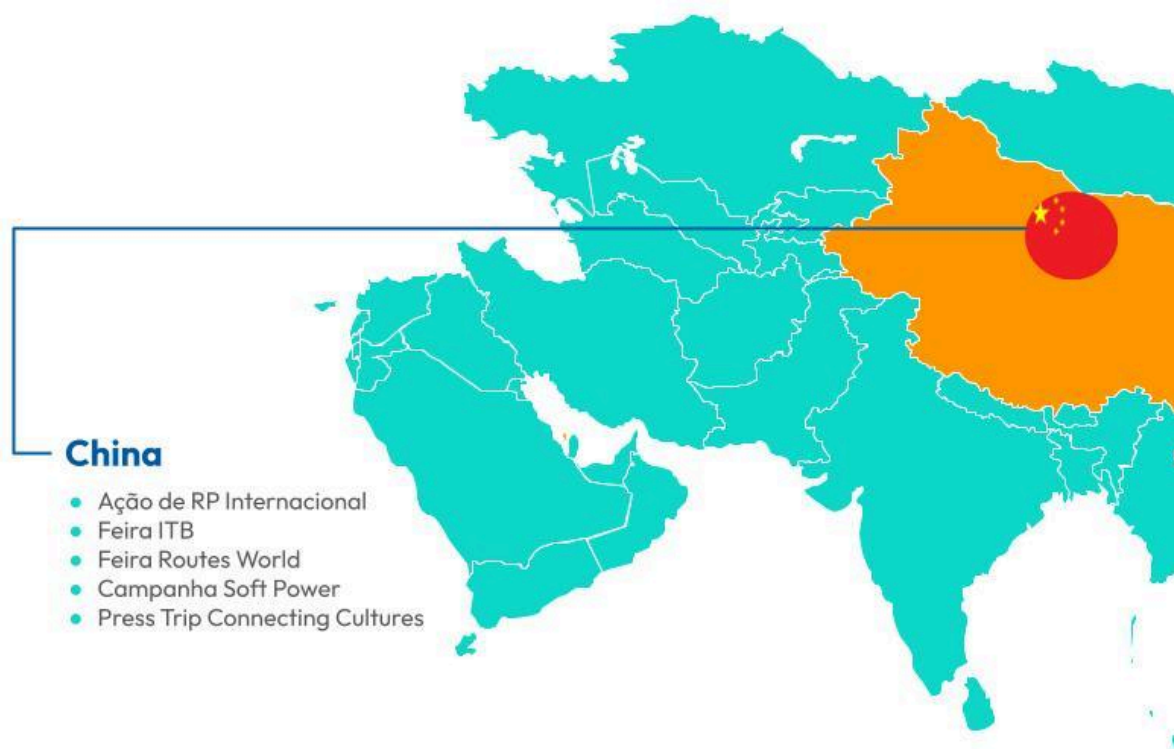 China
Ação de RP Internacional
Feira ITB
Feira Routes World
Campanha Soft Power
Press Trip Connecting Cultures